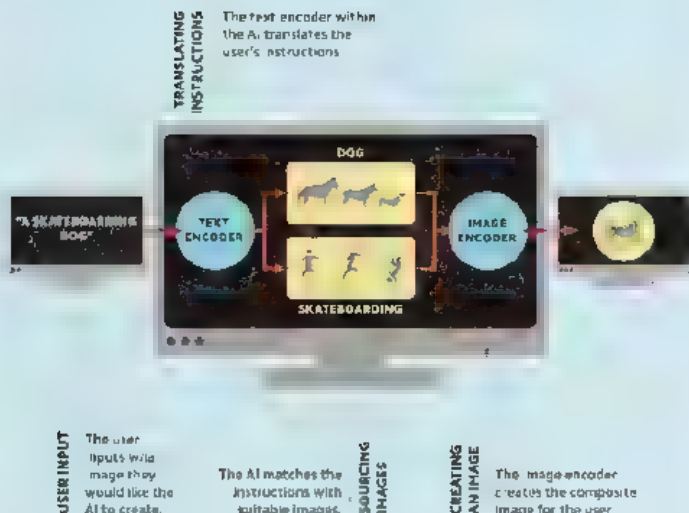 TRANSLATING
INSTRUCTIONS
The text encoder within
the AI translates the
user's instructions
DOG
"A SKATEBOARDING
DOG"
TEXT
ENCODER
IMAGE
ENCODER
SKATEBOARDING
USER INPUT
The user
inputs
image they
would like the
AI to create.
The AI matches the
instructions with
suitable images.
SOURCING
IMAGES
CREATING
AN IMAGE
The image encoder
creates the composite
image for the user